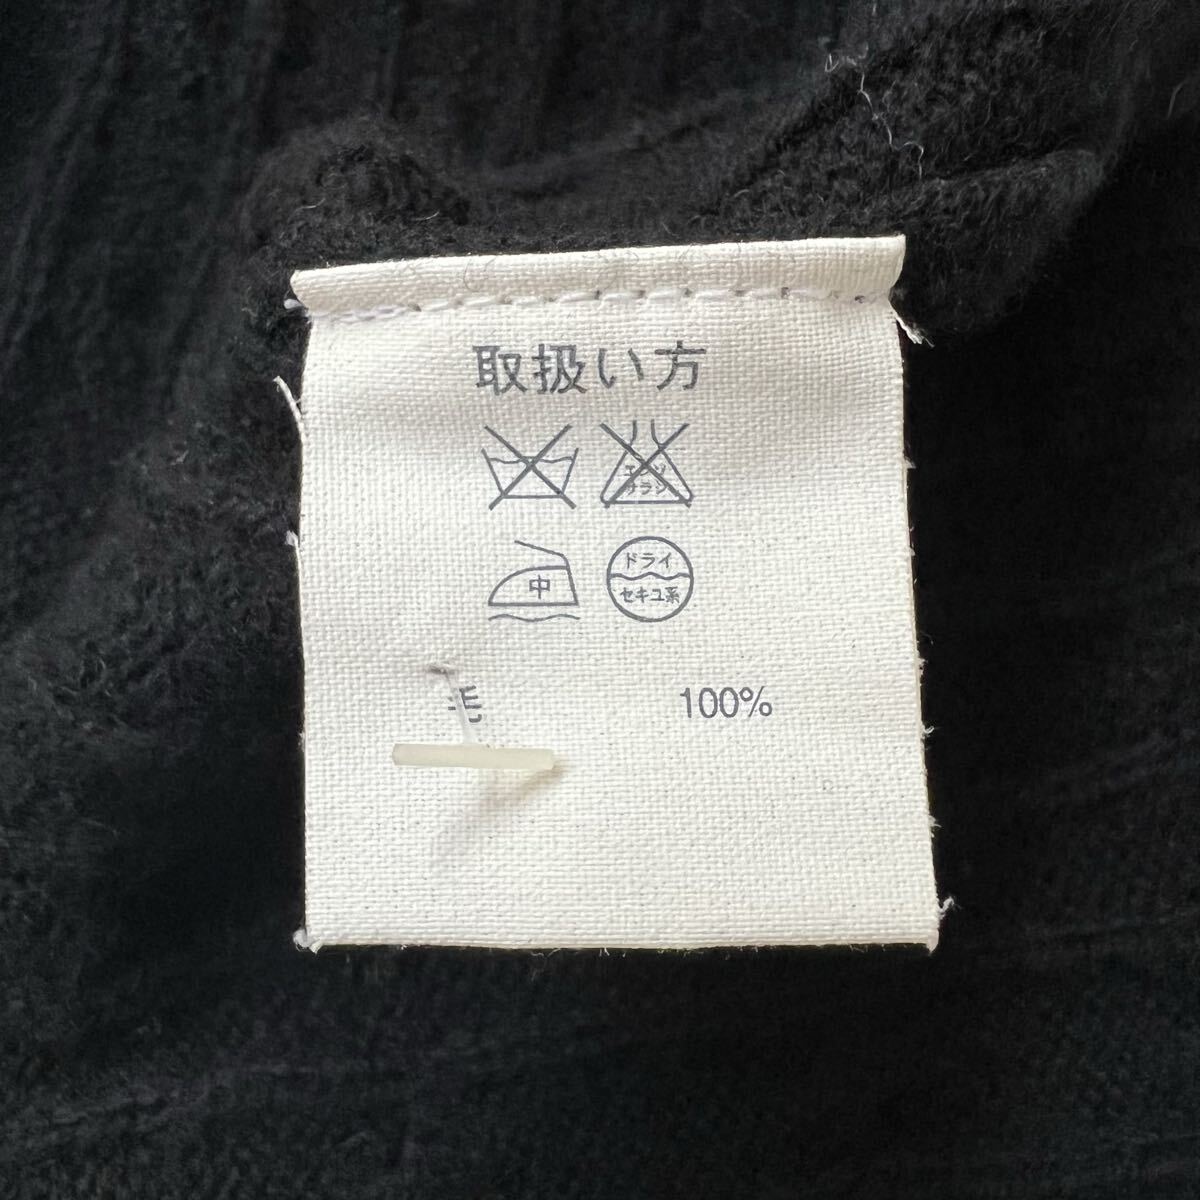 取扱い方
エンソ
サラシ
中
ドライ
セキユ系
毛 100%